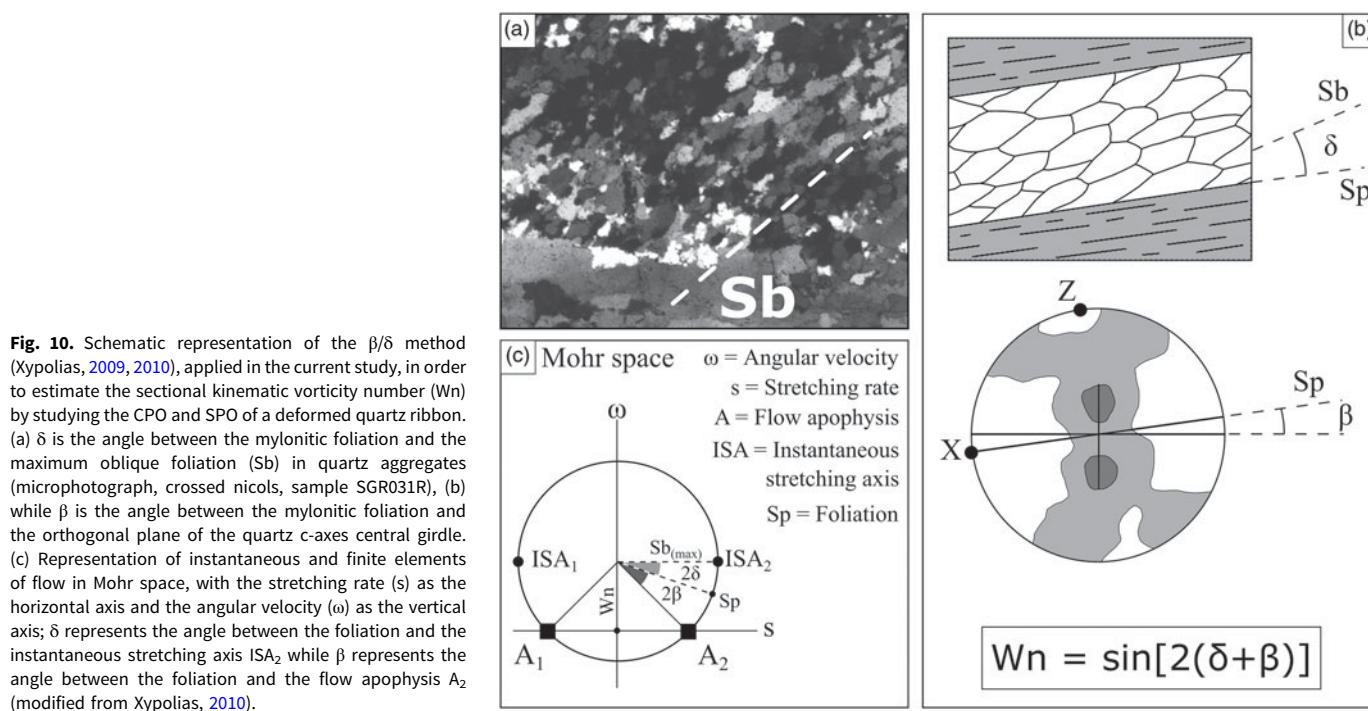 Fig. 10. Schematic representation of the β/δ method
(Xypolias, 2009, 2010), applied in the current study, in order
to estimate the sectional kinematic vorticity number (Wn)
by studying the CPO and SPO of a deformed quartz ribbon.
(a) δ is the angle between the mylonitic foliation and the
maximum oblique foliation (Sb) in quartz aggregates
(microphotograph, crossed nicols, sample SGR031R), (b)
while β is the angle between the mylonitic foliation and
the orthogonal plane of the quartz c-axes central girdle.
(c) Representation of instantaneous and finite elements
of flow in Mohr space, with the stretching rate (s) as the
horizontal axis and the angular velocity (ω) as the vertical
axis; δ represents the angle between the foliation and the
instantaneous stretching axis ISA₂ while β represents the
angle between the foliation and the flow apophysis A₂
(modified from Xypolias, 2010).
(a)
Sb
(b)
Sb
δ
Sp
Z
Sp
β
X
Wn = sin[2(δ+β)]
(c) Mohr space
ω = Angular velocity
s = Stretching rate
A = Flow apophysis
ISA = Instantaneous
stretching axis
Sp = Foliation
ω
ISA₁
Sb(max)
ISA₂
2δ
2β
Sp
Wn
s
A₁
A₂